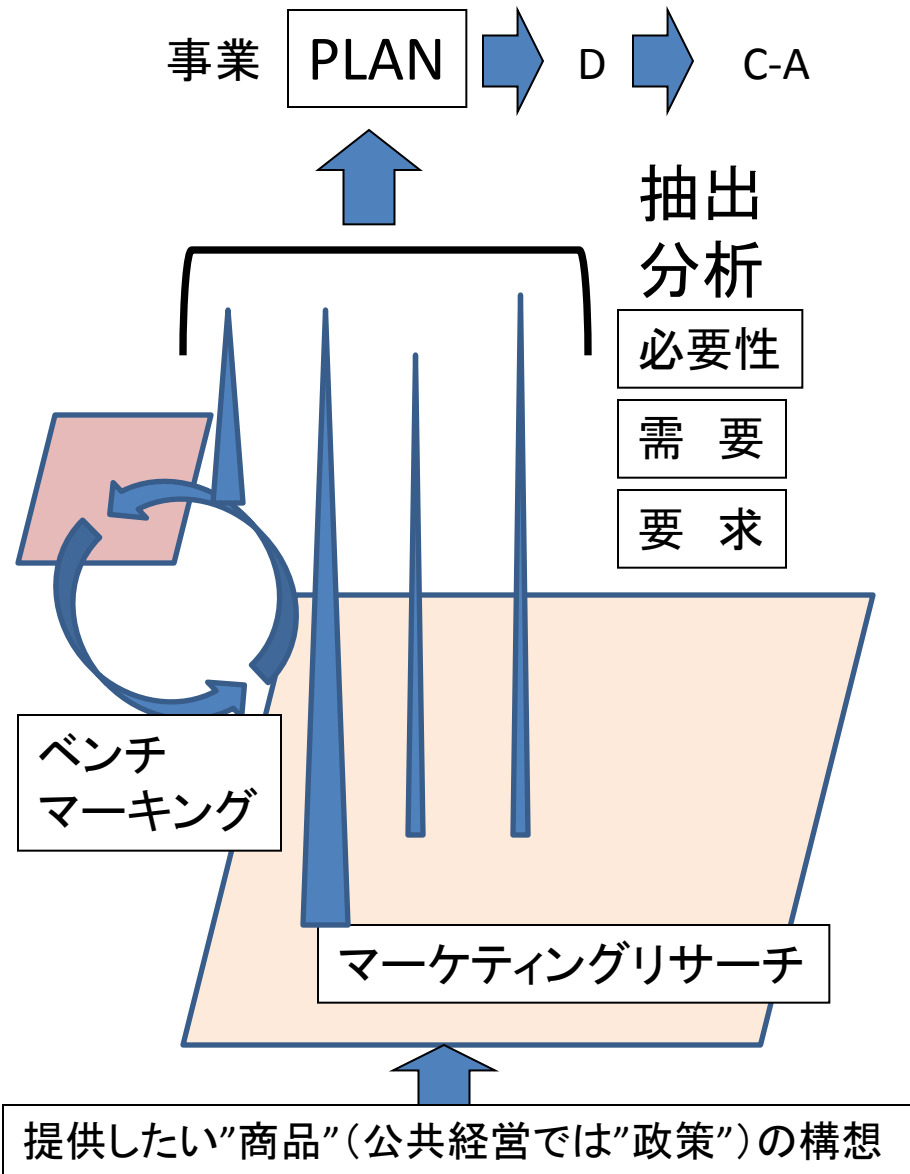 事業 PLAN D C-A
抽出
分析
必要性
需 要
要 求
ベンチ
マーキング
マーケティングリサーチ
提供したい”商品”（公共経営では”政策”）の構想